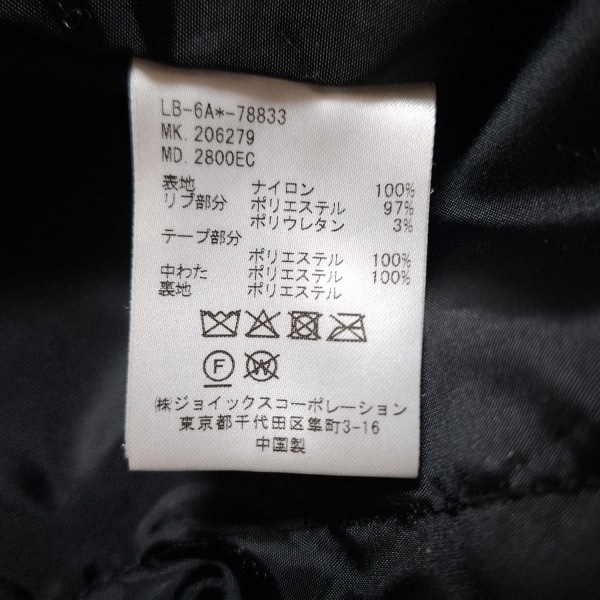 LB-6A*-78833
MK. 206279
MD. 2800EC
表地 ナイロン 100%
リブ部分 ポリエステル 97%
ポリウレタン 3%
テープ部分
ポリエステル 100%
中わた ポリエステル 100%
裏地 ポリエステル
F
W
㈱ジョイックスコーポレーション
東京都千代田区隼町3-16
中国製